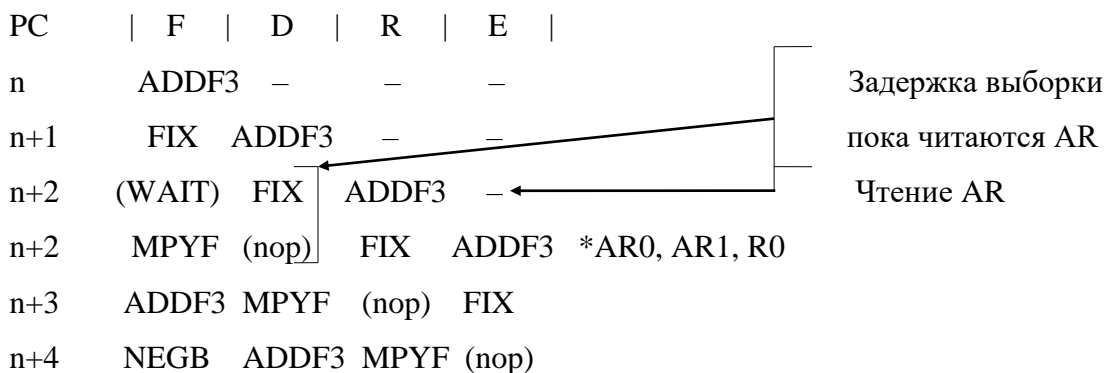 PC | F | D | R | E |
n ADDF3 – – – Задержка выборки
n+1 FIX ADDF3 – – пока читаются AR
n+2 (WAIT) FIX ADDF3 – Чтение AR
n+2 MPYF (nop) FIX ADDF3 *AR0, AR1, R0
n+3 ADDF3 MPYF (nop) FIX
n+4 NEGB ADDF3 MPYF (nop)